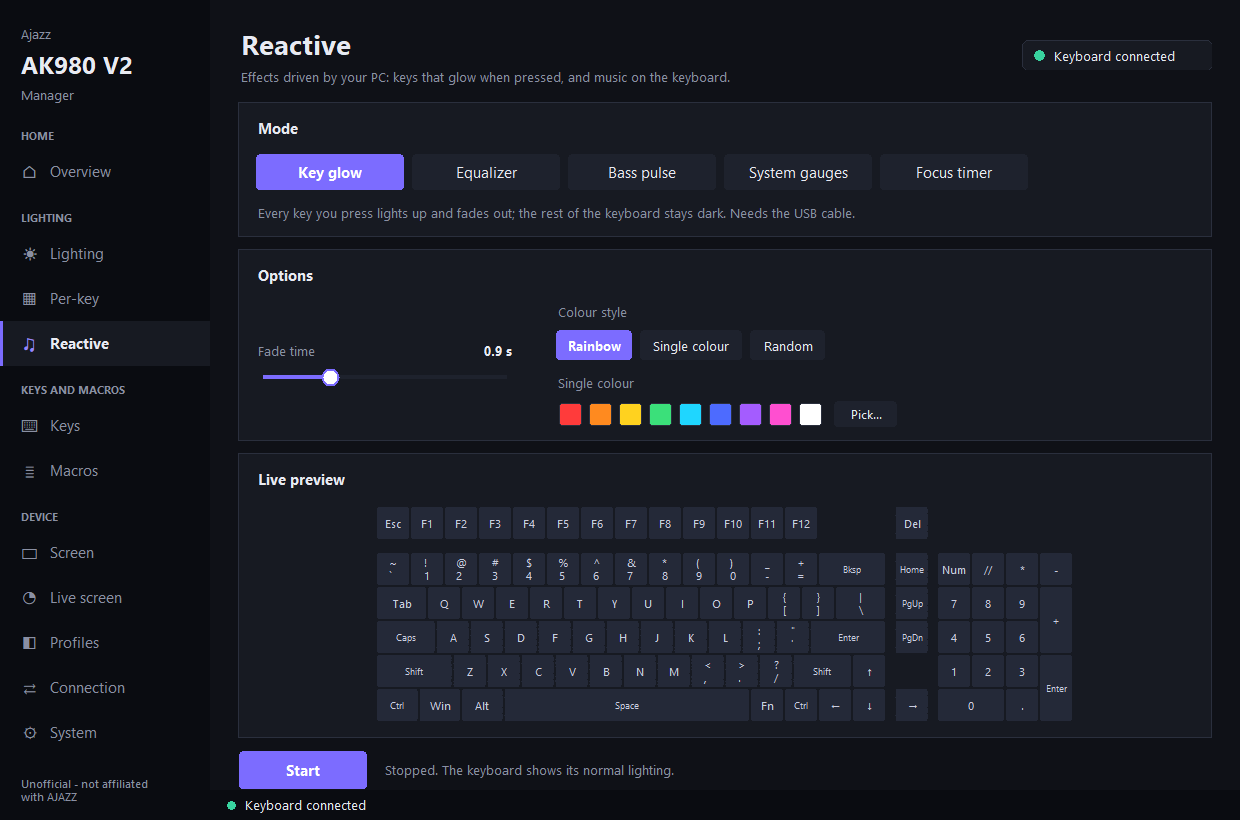 Ajazz
AK980 V2
Manager
HOME
Overview
LIGHTING
Lighting
Per-key
Reactive
KEYS AND MACROS
Keys
Macros
DEVICE
Screen
Live screen
Profiles
Connection
System
Unofficial - not affiliated
with AJAZZ
Reactive
Effects driven by your PC: keys that glow when pressed, and music on the keyboard.
Keyboard connected
Mode
Key glow Equalizer Bass pulse System gauges Focus timer
Every key you press lights up and fades out; the rest of the keyboard stays dark. Needs the USB cable.
Options
Fade time 0.9 s
Colour style
Rainbow Single colour Random
Single colour
Pick...
Live preview
Esc F1 F2 F3 F4 F5 F6 F7 F8 F9 F10 F11 F12 Del
~ ! @ # $ % ^ & * ( ) _ +
` 1 2 3 4 5 6 7 8 9 0 - = Bksp Home Num // * -
Tab Q W E R T Y U I O P { } | PgUp 7 8 9 +
[ ] \
Caps A S D F G H J K L : " Enter PgDn 4 5 6
; '
Shift Z X C V B N M < > ? Shift ↑ 1 2 3 Enter
, . /
Ctrl Win Alt Space Fn Ctrl ← ↓ → 0 .
Start Stopped. The keyboard shows its normal lighting.
Keyboard connected